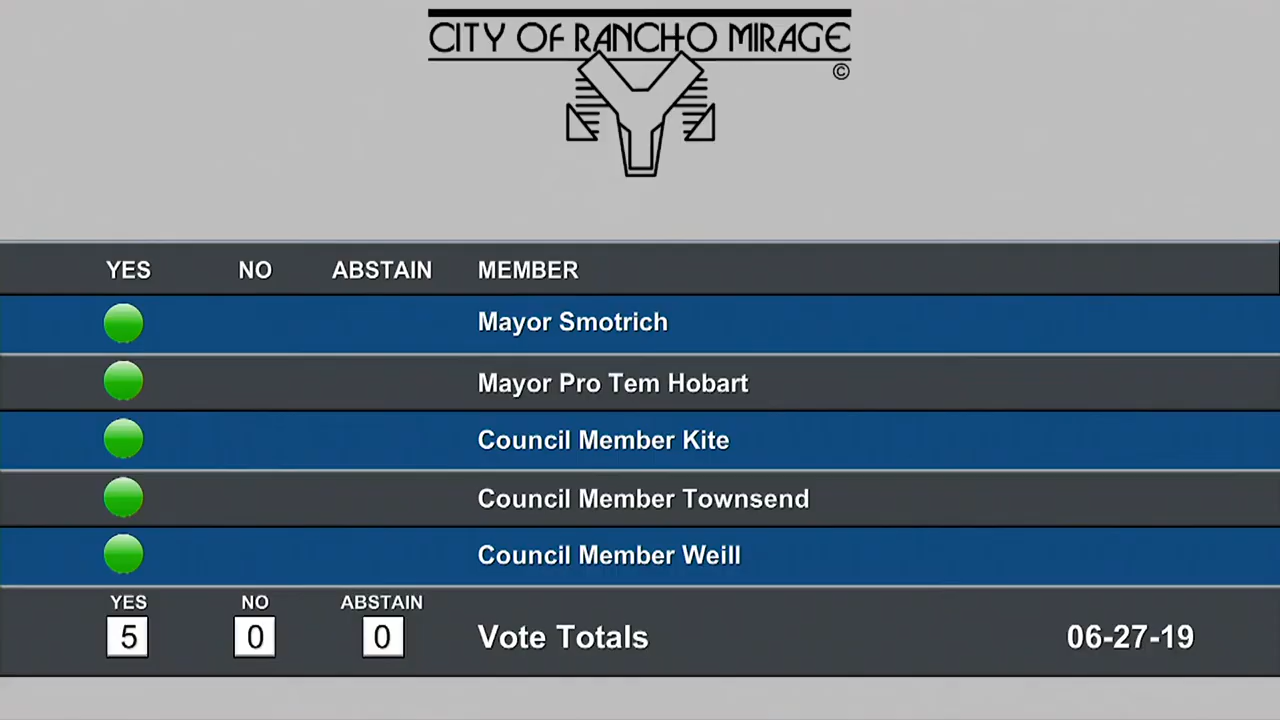 CITY OF RANCHO MIRAGE
©
YES NO ABSTAIN MEMBER
Mayor Smotrich
Mayor Pro Tem Hobart
Council Member Kite
Council Member Townsend
Council Member Weill
YES NO ABSTAIN
5 0 0 Vote Totals 06-27-19